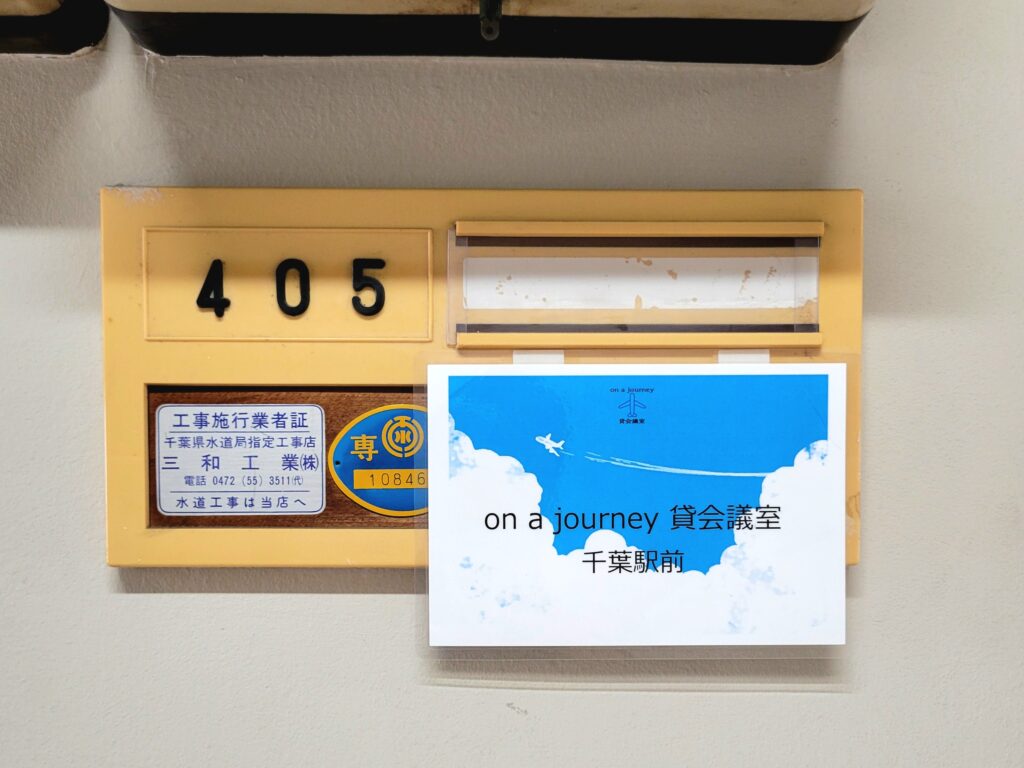 405
工事施行業者証
千葉県水道局指定工事店
三和工業㈱
電話 0472 (55) 3511㈹
水道工事は当店へ
専 水
10846
on a journey
貸会議室
on a journey 貸会議室
千葉駅前